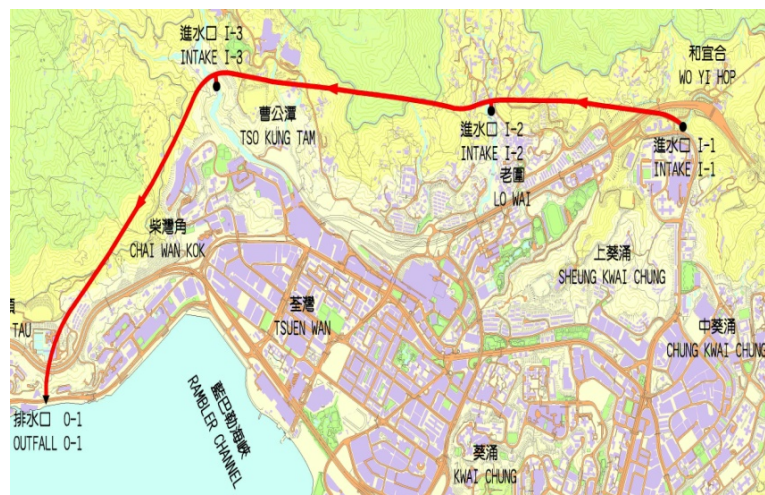 進水口 I-3
INTAKE I-3
和宜合
WO YI HOP
曹公潭
TSO KUNG TAM
進水口 I-2
INTAKE I-2
進水口 I-1
INTAKE I-1
老圍
LO WAI
柴灣角
CHAI WAN KOK
上葵涌
SHEUNG KWAI CHUNG
荃灣
TSUEN WAN
TAU
中葵涌
CHUNG KWAI CHUNG
藍巴勒海峽
RAMBLER CHANNEL
排水口 O-1
OUTFALL O-1
葵涌
KWAI CHUNG